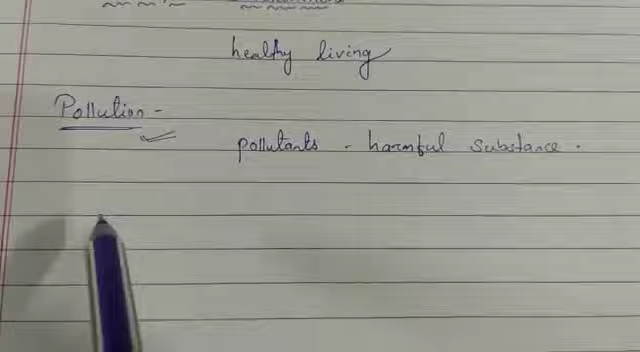 healthy living
Pollution -
pollutants - harmful substance.